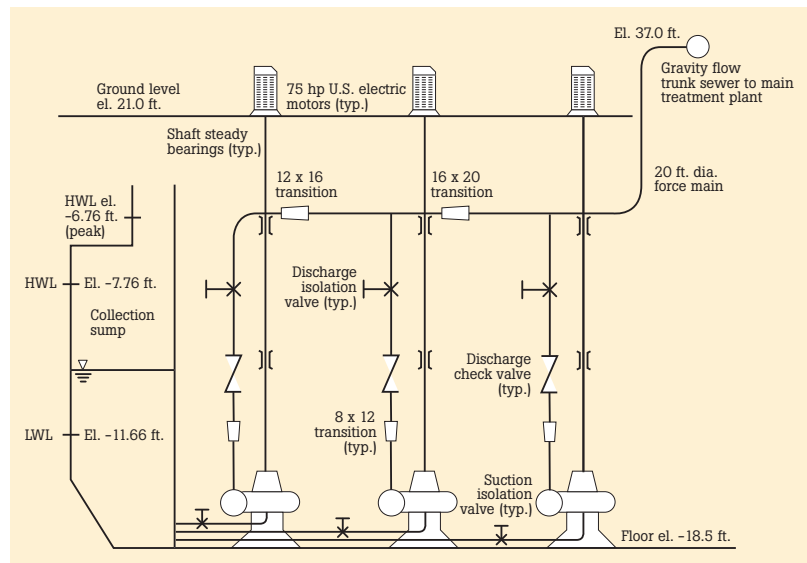 El. 37.0 ft.
Gravity flow
trunk sewer to main
treatment plant
Ground level
el. 21.0 ft.
75 hp U.S. electric
motors (typ.)
Shaft steady
bearings (typ.)
12 x 16
transition
16 x 20
transition
20 ft. dia.
force main
HWL el.
-6.76 ft.
(peak)
HWL
El. -7.76 ft.
Collection
sump
Discharge
isolation
valve (typ.)
Discharge
check valve
(typ.)
8 x 12
transition
(typ.)
LWL
El. -11.66 ft.
Suction
isolation
valve (typ.)
Floor el. -18.5 ft.